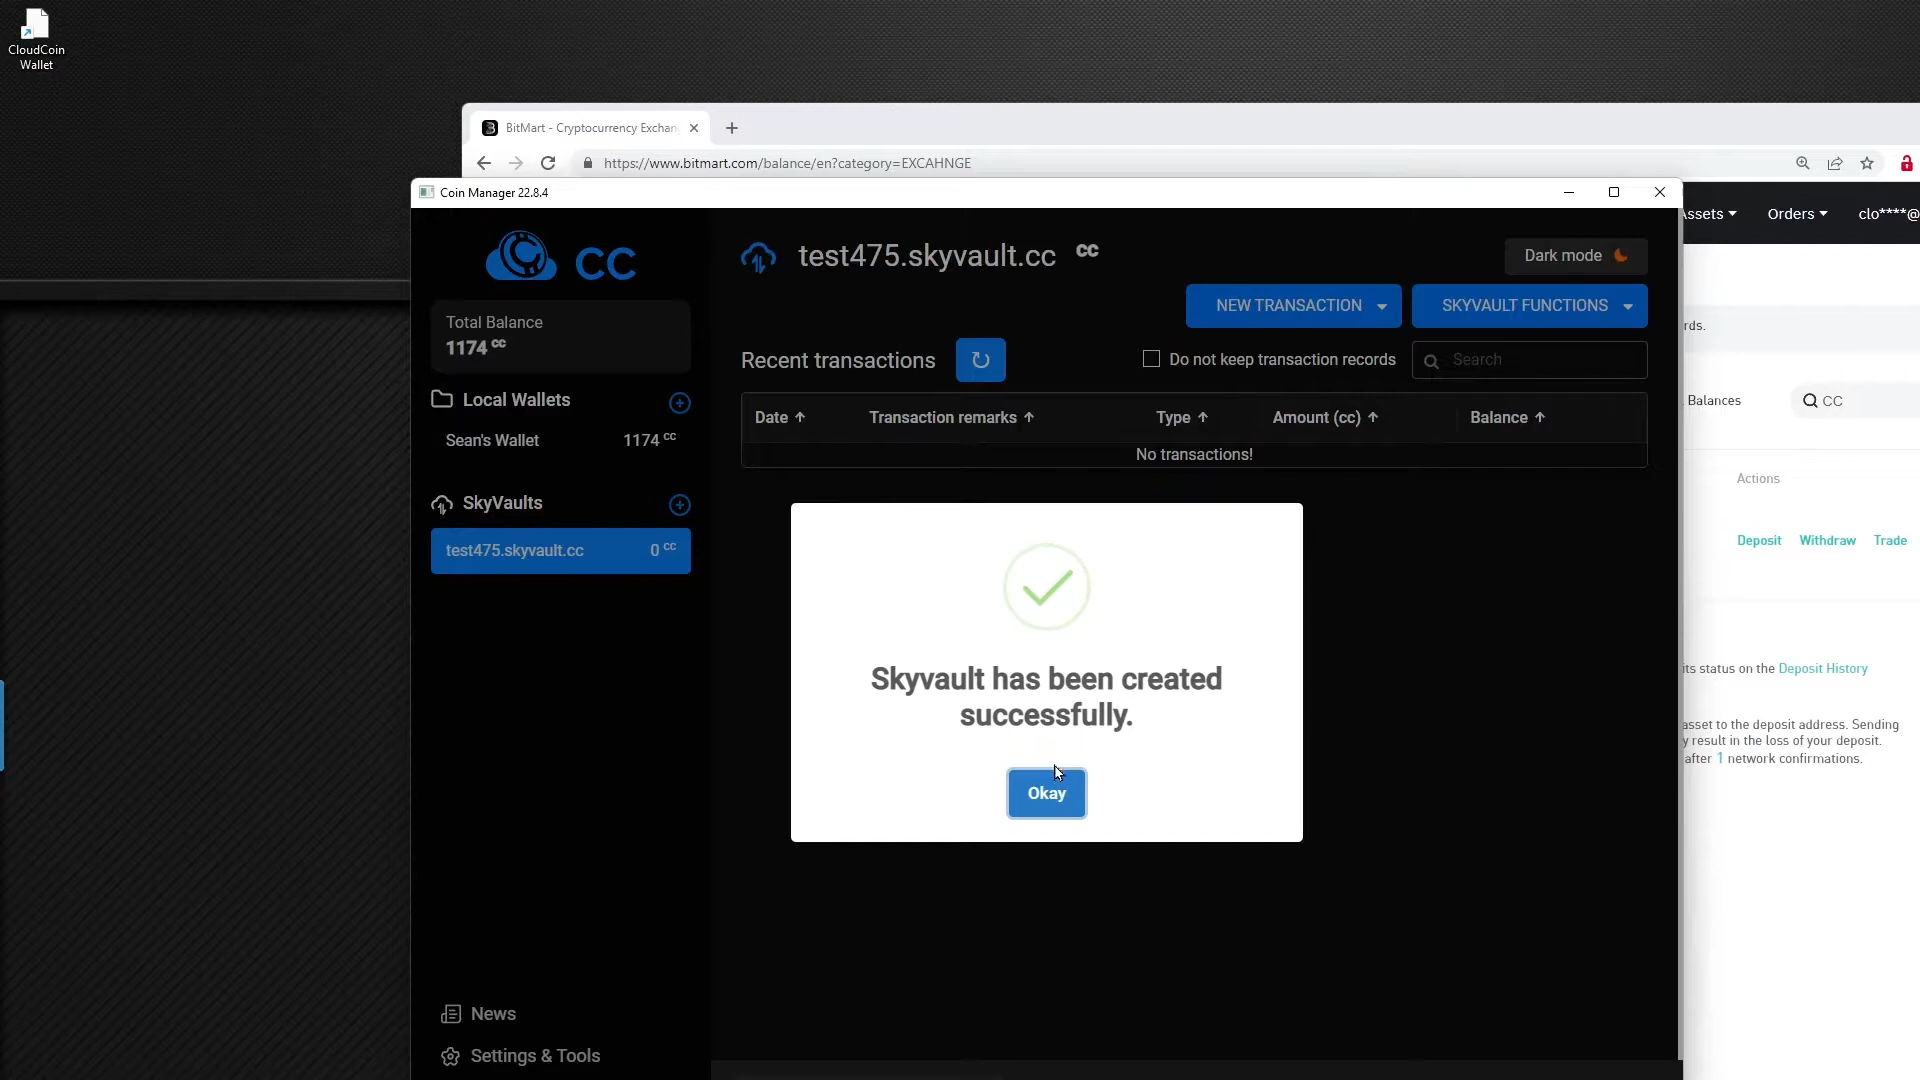 CloudCoin
Wallet
BitMart - Cryptocurrency Exchan
https://www.bitmart.com/balance/en?category=EXCAHNGE
Coin Manager 22.8.4
Assets
Orders
clo****@
CC
test475.skyvault.cc cc
Dark mode
NEW TRANSACTION
SKYVAULT FUNCTIONS
Total Balance
1174 cc
rds.
Recent transactions
Do not keep transaction records
Search
Local Wallets
Balances
CC
Sean's Wallet 1174 cc
Date Transaction remarks Type Amount (cc) Balance
No transactions!
Actions
SkyVaults
test475.skyvault.cc 0 cc
Deposit Withdraw Trade
Skyvault has been created
successfully.
Okay
its status on the Deposit History
asset to the deposit address. Sending
y result in the loss of your deposit.
after 1 network confirmations.
News
Settings & Tools